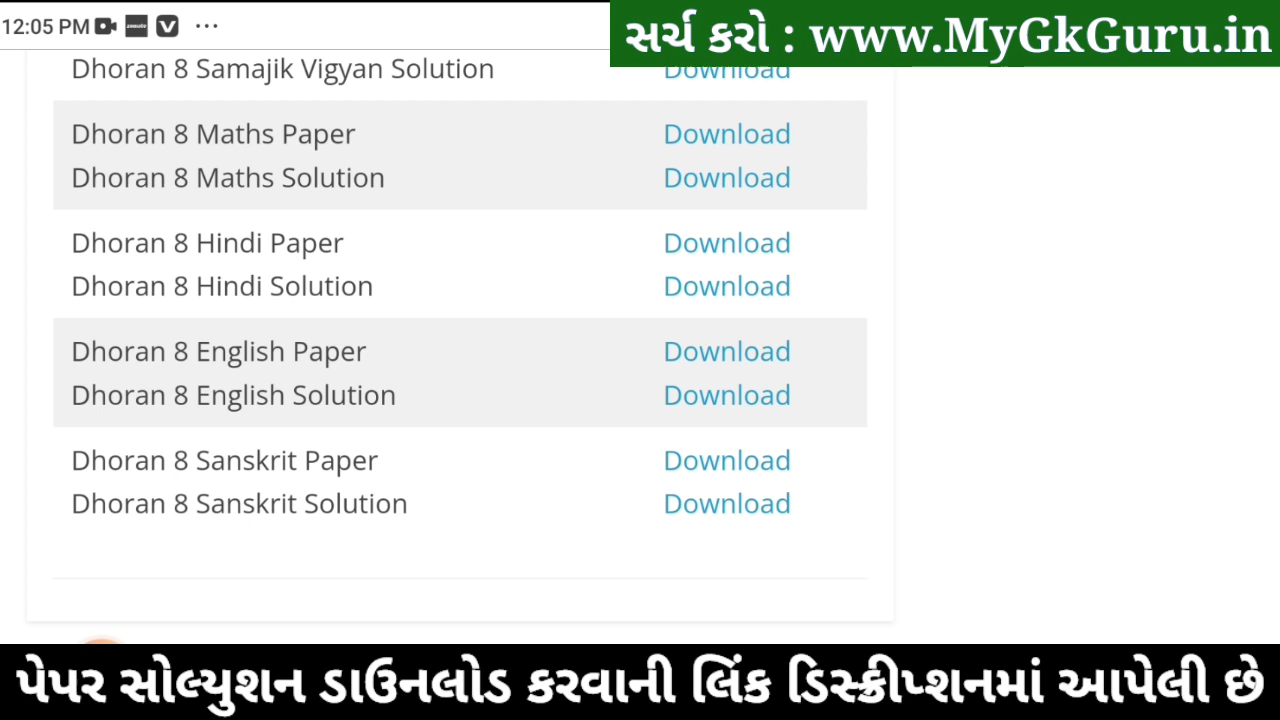 12:05 PM
સર્ચ કરો : www.MyGkGuru.in
Dhoran 8 Samajik Vigyan Solution Download
Dhoran 8 Maths Paper Download
Dhoran 8 Maths Solution Download
Dhoran 8 Hindi Paper Download
Dhoran 8 Hindi Solution Download
Dhoran 8 English Paper Download
Dhoran 8 English Solution Download
Dhoran 8 Sanskrit Paper Download
Dhoran 8 Sanskrit Solution Download
પેપર સોલ્યુશન ડાઉનલોડ કરવાની લિંક ડિસ્ક્રીપ્શનમાં આપેલી છે